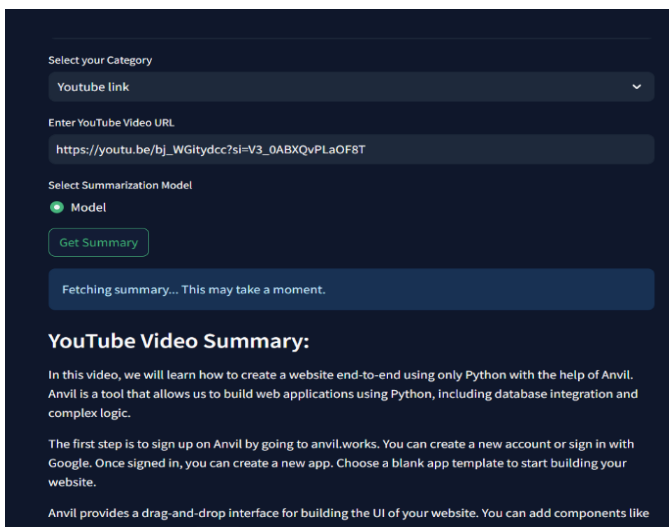 Select your Category
Youtube link
Enter YouTube Video URL
https://youtu.be/bj_WGitydcc?si=V3_0ABXQvPLaOF8T
Select Summarization Model
Model
Get Summary
Fetching summary... This may take a moment.
YouTube Video Summary:
In this video, we will learn how to create a website end-to-end using only Python with the help of Anvil.
Anvil is a tool that allows us to build web applications using Python, including database integration and
complex logic.
The first step is to sign up on Anvil by going to anvil.works. You can create a new account or sign in with
Google. Once signed in, you can create a new app. Choose a blank app template to start building your
website.
Anvil provides a drag-and-drop interface for building the UI of your website. You can add components like